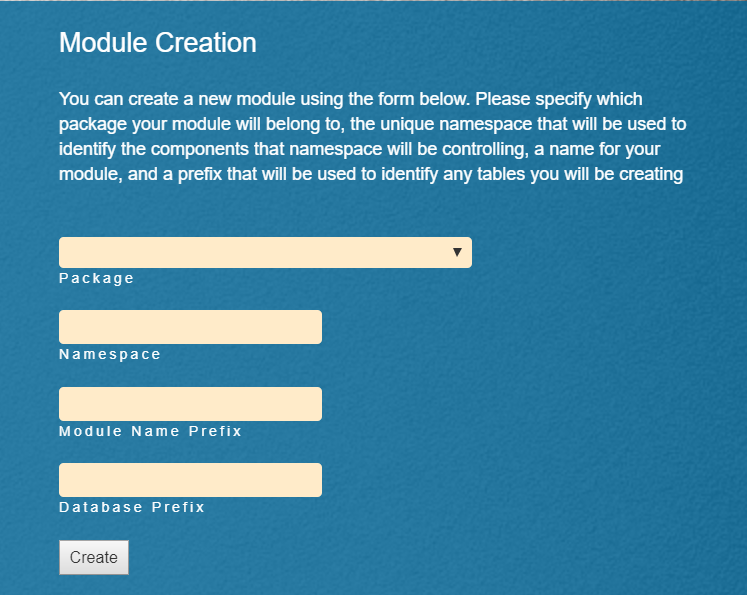 Module Creation
You can create a new module using the form below. Please specify which
package your module will belong to, the unique namespace that will be used to
identify the components that namespace will be controlling, a name for your
module, and a prefix that will be used to identify any tables you will be creating
Package
Namespace
Module Name Prefix
Database Prefix
Create